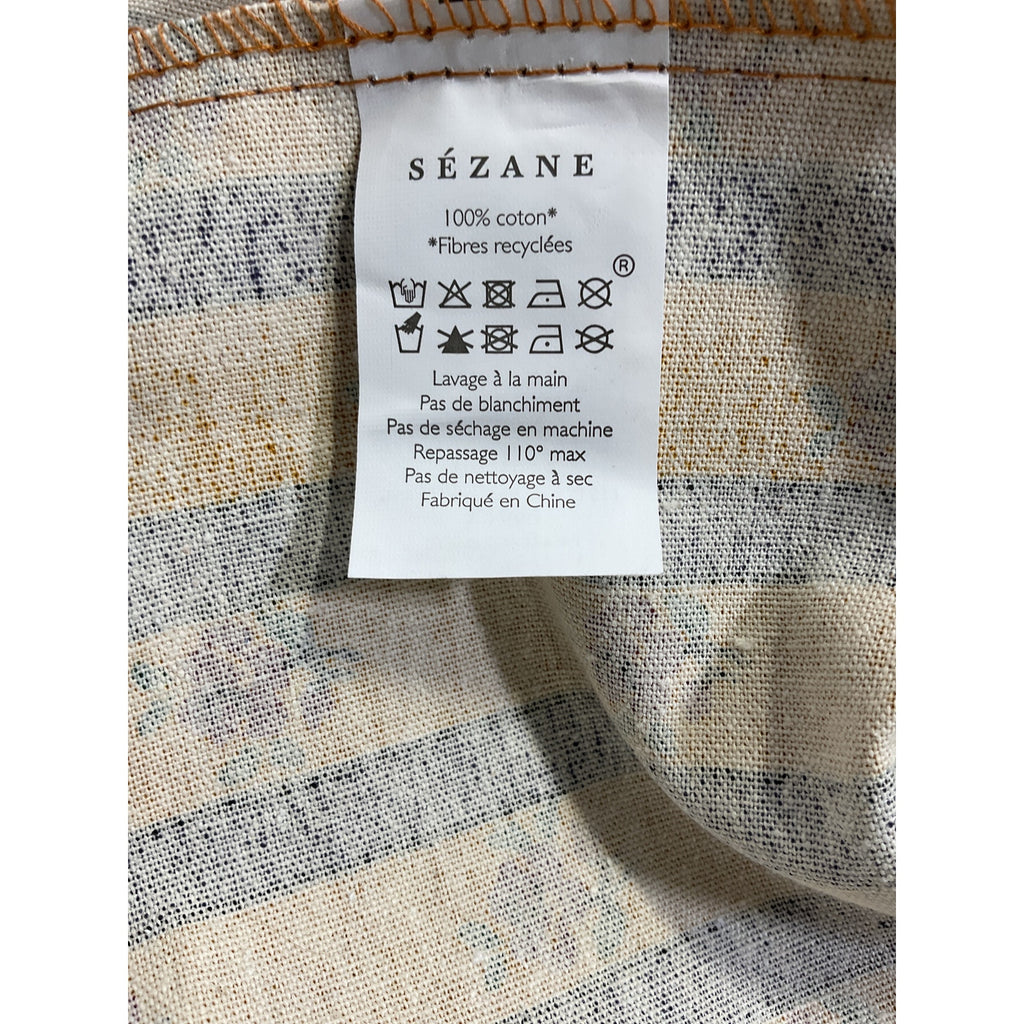 SÉZANE
100% coton*
*Fibres recyclées
®
Lavage à la main
Pas de blanchiment
Pas de séchage en machine
Repassage 110° max
Pas de nettoyage à sec
Fabriqué en Chine